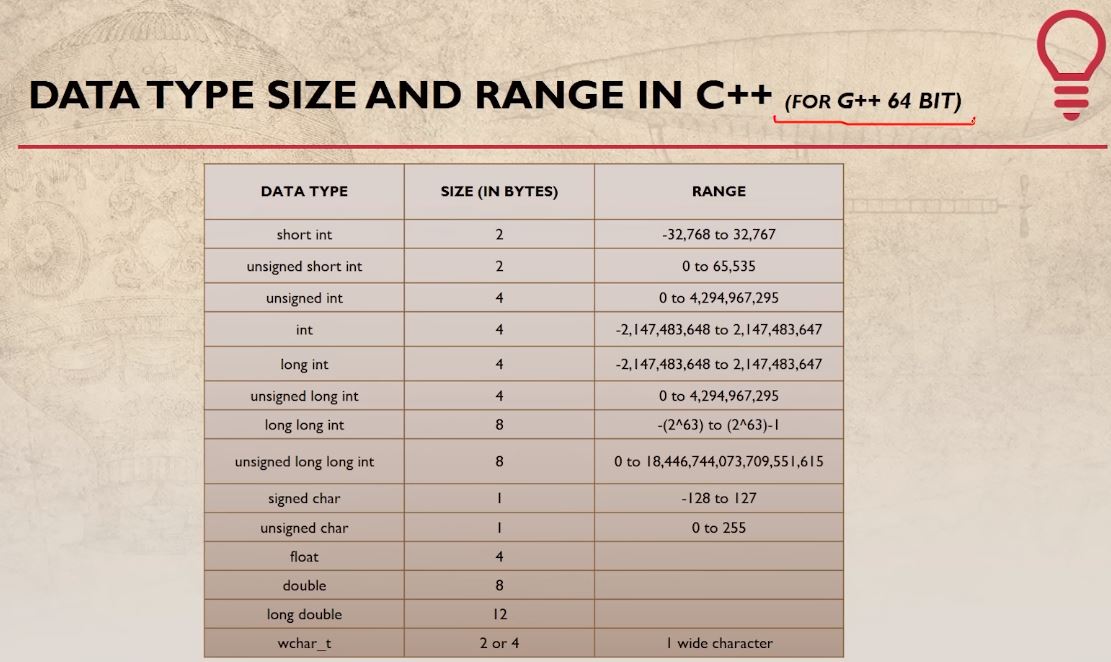 DATA TYPE SIZE AND RANGE IN C++ (FOR G++ 64 BIT)
DATA TYPE SIZE (IN BYTES) RANGE
short int 2 -32,768 to 32,767
unsigned short int 2 0 to 65,535
unsigned int 4 0 to 4,294,967,295
int 4 -2,147,483,648 to 2,147,483,647
long int 4 -2,147,483,648 to 2,147,483,647
unsigned long int 4 0 to 4,294,967,295
long long int 8 -(2^63) to (2^63)-1
unsigned long long int 8 0 to 18,446,744,073,709,551,615
signed char 1 -128 to 127
unsigned char 1 0 to 255
float 4
double 8
long double 12
wchar_t 2 or 4 1 wide character